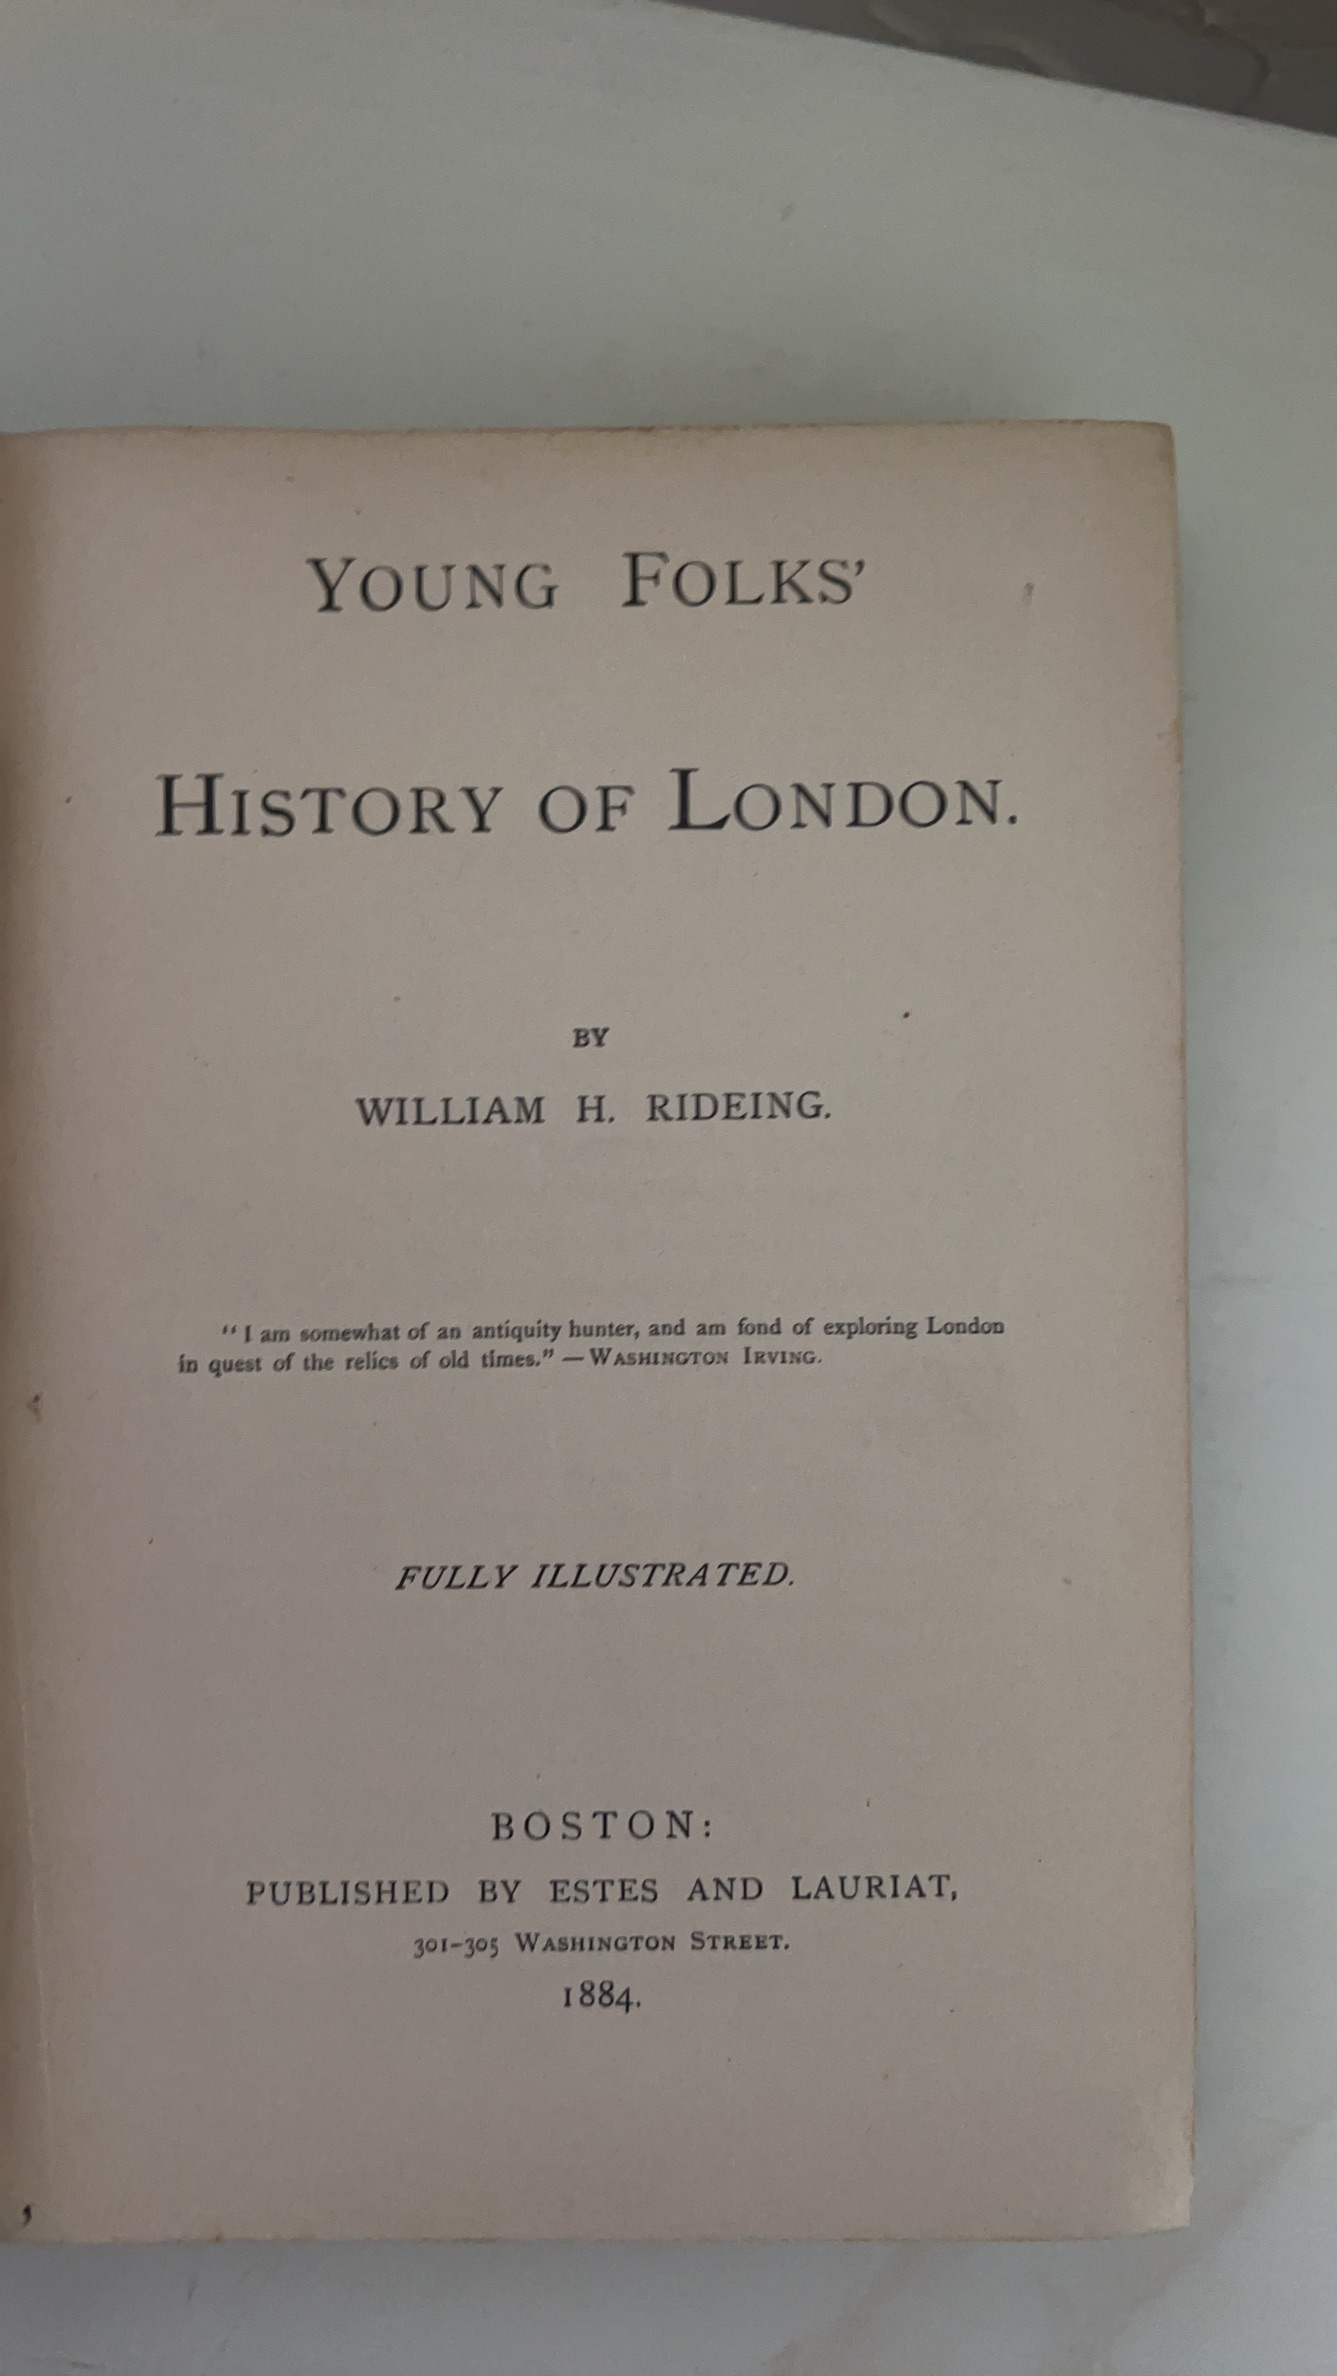 YOUNG FOLKS'
HISTORY OF LONDON.
BY
WILLIAM H. RIDEING.
"I am somewhat of an antiquity hunter, and am fond of exploring London
in quest of the relics of old times." — WASHINGTON IRVING.
FULLY ILLUSTRATED.
BOSTON:
PUBLISHED BY ESTES AND LAURIAT,
301–305 WASHINGTON STREET.
1884.